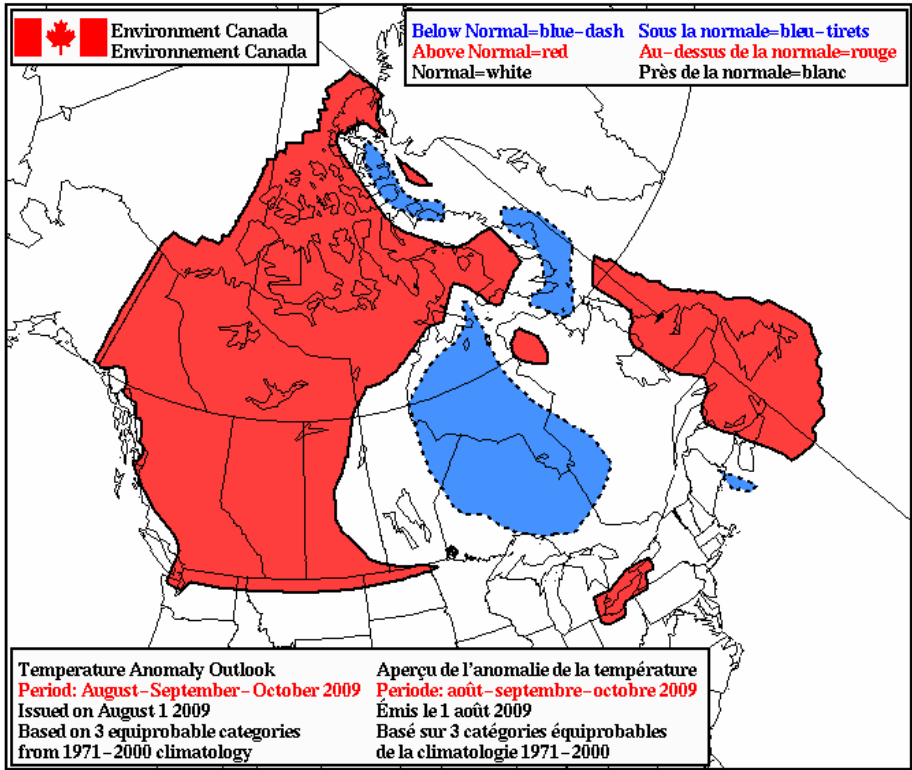 Environment Canada
Environnement Canada
Below Normal=blue-dash Sous la normale=bleu-tirets
Above Normal=red Au-dessus de la normale=rouge
Normal=white Près de la normale=blanc
Temperature Anomaly Outlook
Period: August-September-October 2009
Issued on August 1 2009
Based on 3 equiprobable categories
from 1971-2000 climatology
Aperçu de l'anomalie de la température
Periode: août-septembre-octobre 2009
Émis le 1 août 2009
Basé sur 3 catégories équiprobables
de la climatologie 1971-2000